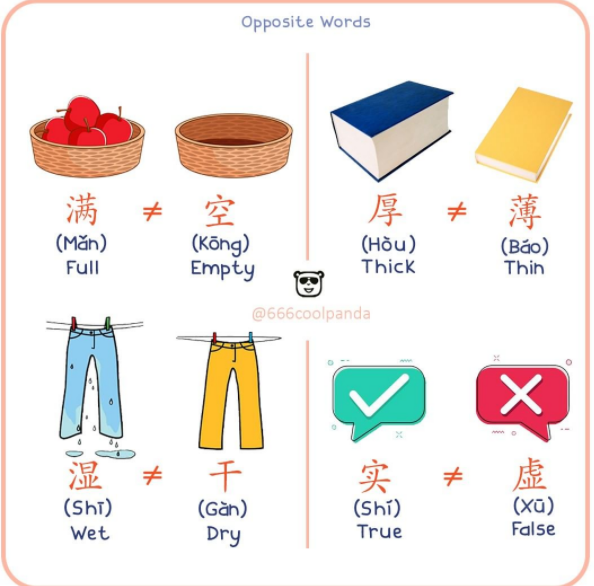 Opposite Words
满 ≠ 空
(Mǎn) (Kōng)
Full Empty
厚 ≠ 薄
(Hòu) (Báo)
Thick Thin
@666coolpanda
湿 ≠ 干
(Shī) (Gàn)
Wet Dry
实 ≠ 虚
(Shí) (Xū)
True False